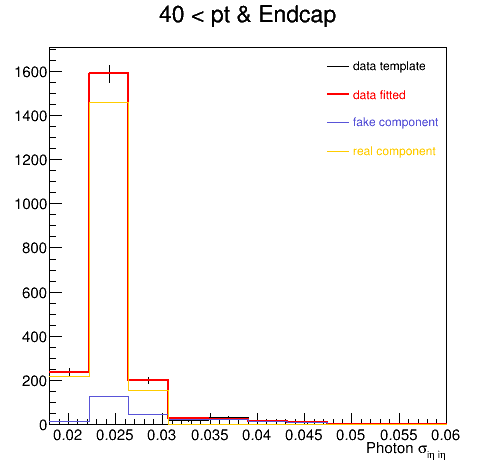 40 < pt & Endcap
1600
1400
1200
1000
800
600
400
200
0
data template
data fitted
fake component
real component
0.02 0.025 0.03 0.035 0.04 0.045 0.05 0.055 0.06
Photon σiη iη